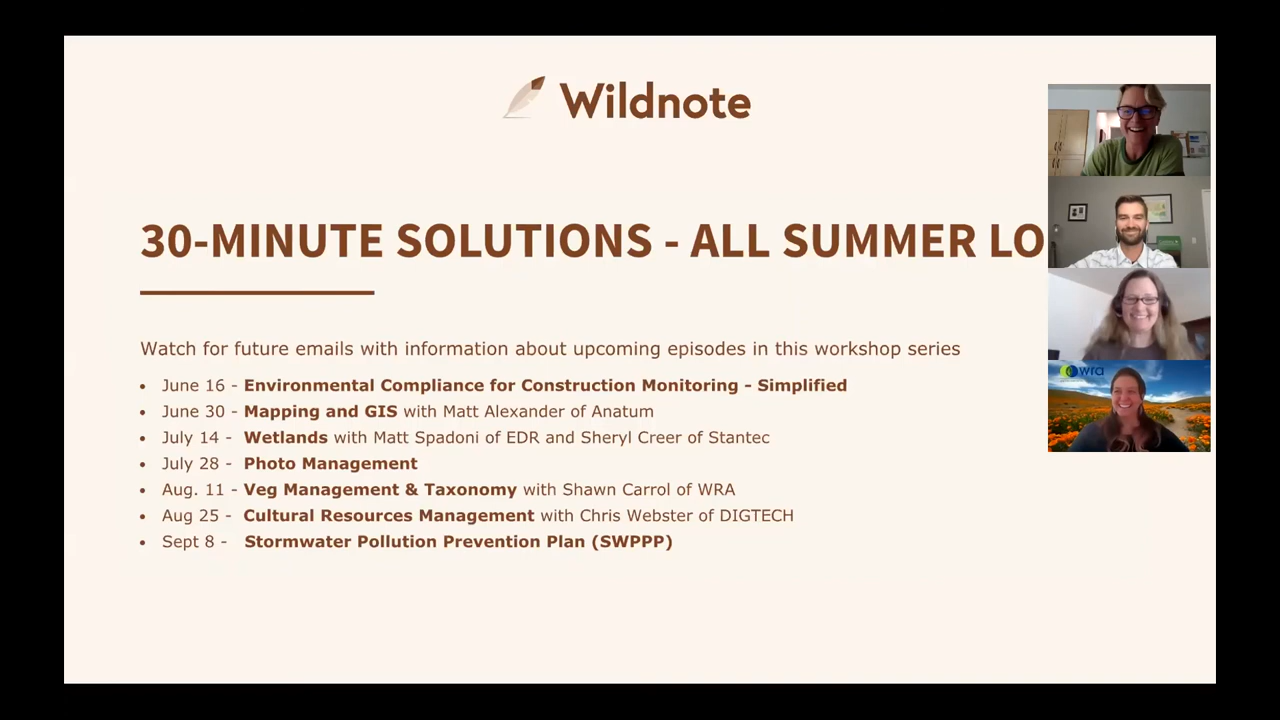 Wildnote
30-MINUTE SOLUTIONS - ALL SUMMER LO
Watch for future emails with information about upcoming episodes in this workshop series
• June 16 - Environmental Compliance for Construction Monitoring - Simplified
• June 30 - Mapping and GIS with Matt Alexander of Anatum
• July 14 - Wetlands with Matt Spadoni of EDR and Sheryl Creer of Stantec
• July 28 - Photo Management
• Aug. 11 - Veg Management & Taxonomy with Shawn Carrol of WRA
• Aug 25 - Cultural Resources Management with Chris Webster of DIGTECH
• Sept 8 - Stormwater Pollution Prevention Plan (SWPPP)
wra